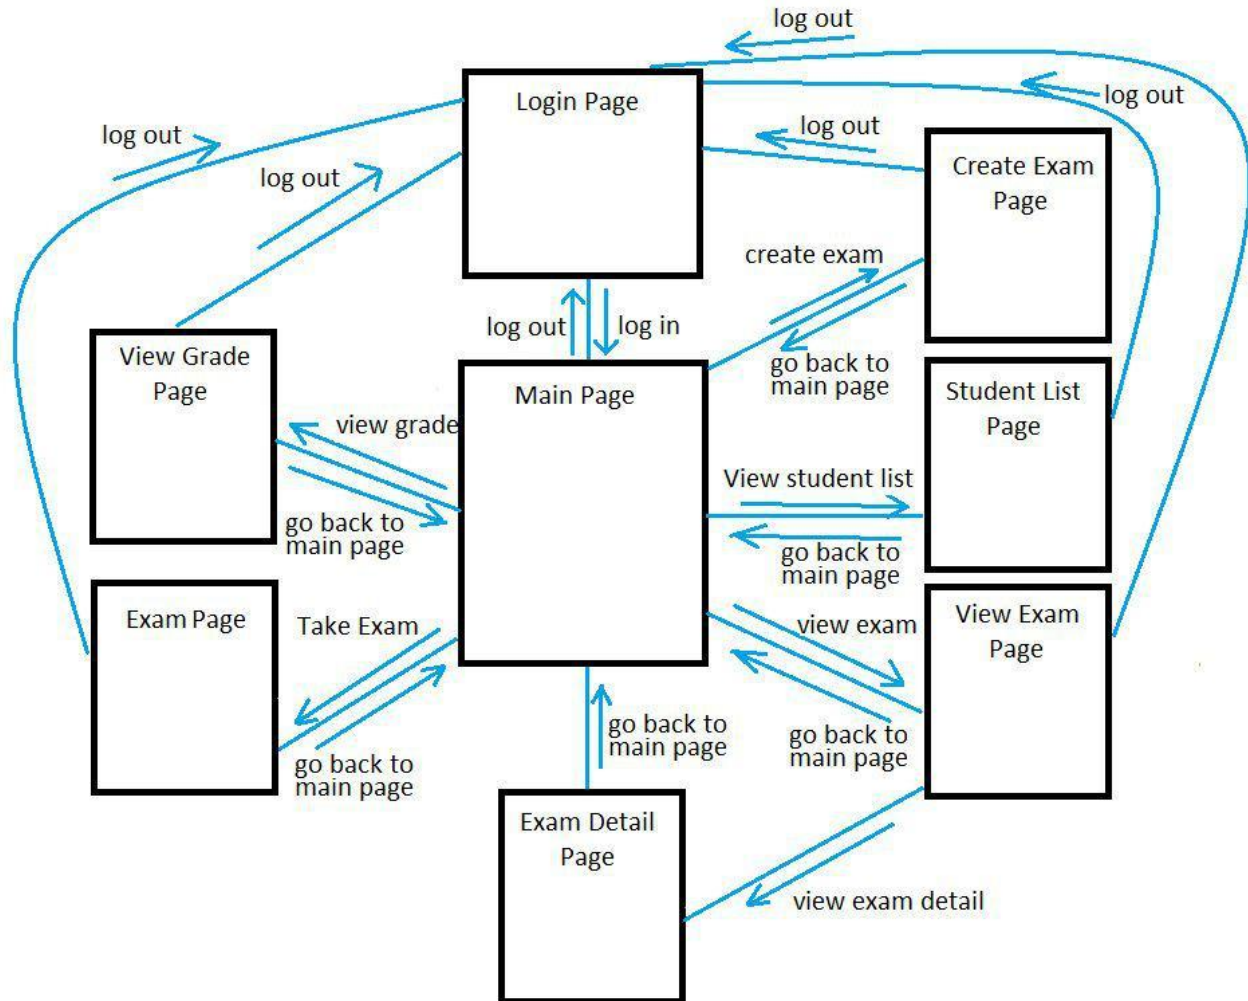 log out
Login Page
log out
log out
log out
log out
Create Exam
Page
create exam
log out
log in
go back to
main page
View Grade
Page
Main Page
Student List
Page
view grade
View student list
go back to
main page
go back to
main page
Exam Page
Take Exam
view exam
View Exam
Page
go back to
main page
go back to
main page
go back to
main page
Exam Detail
Page
view exam detail